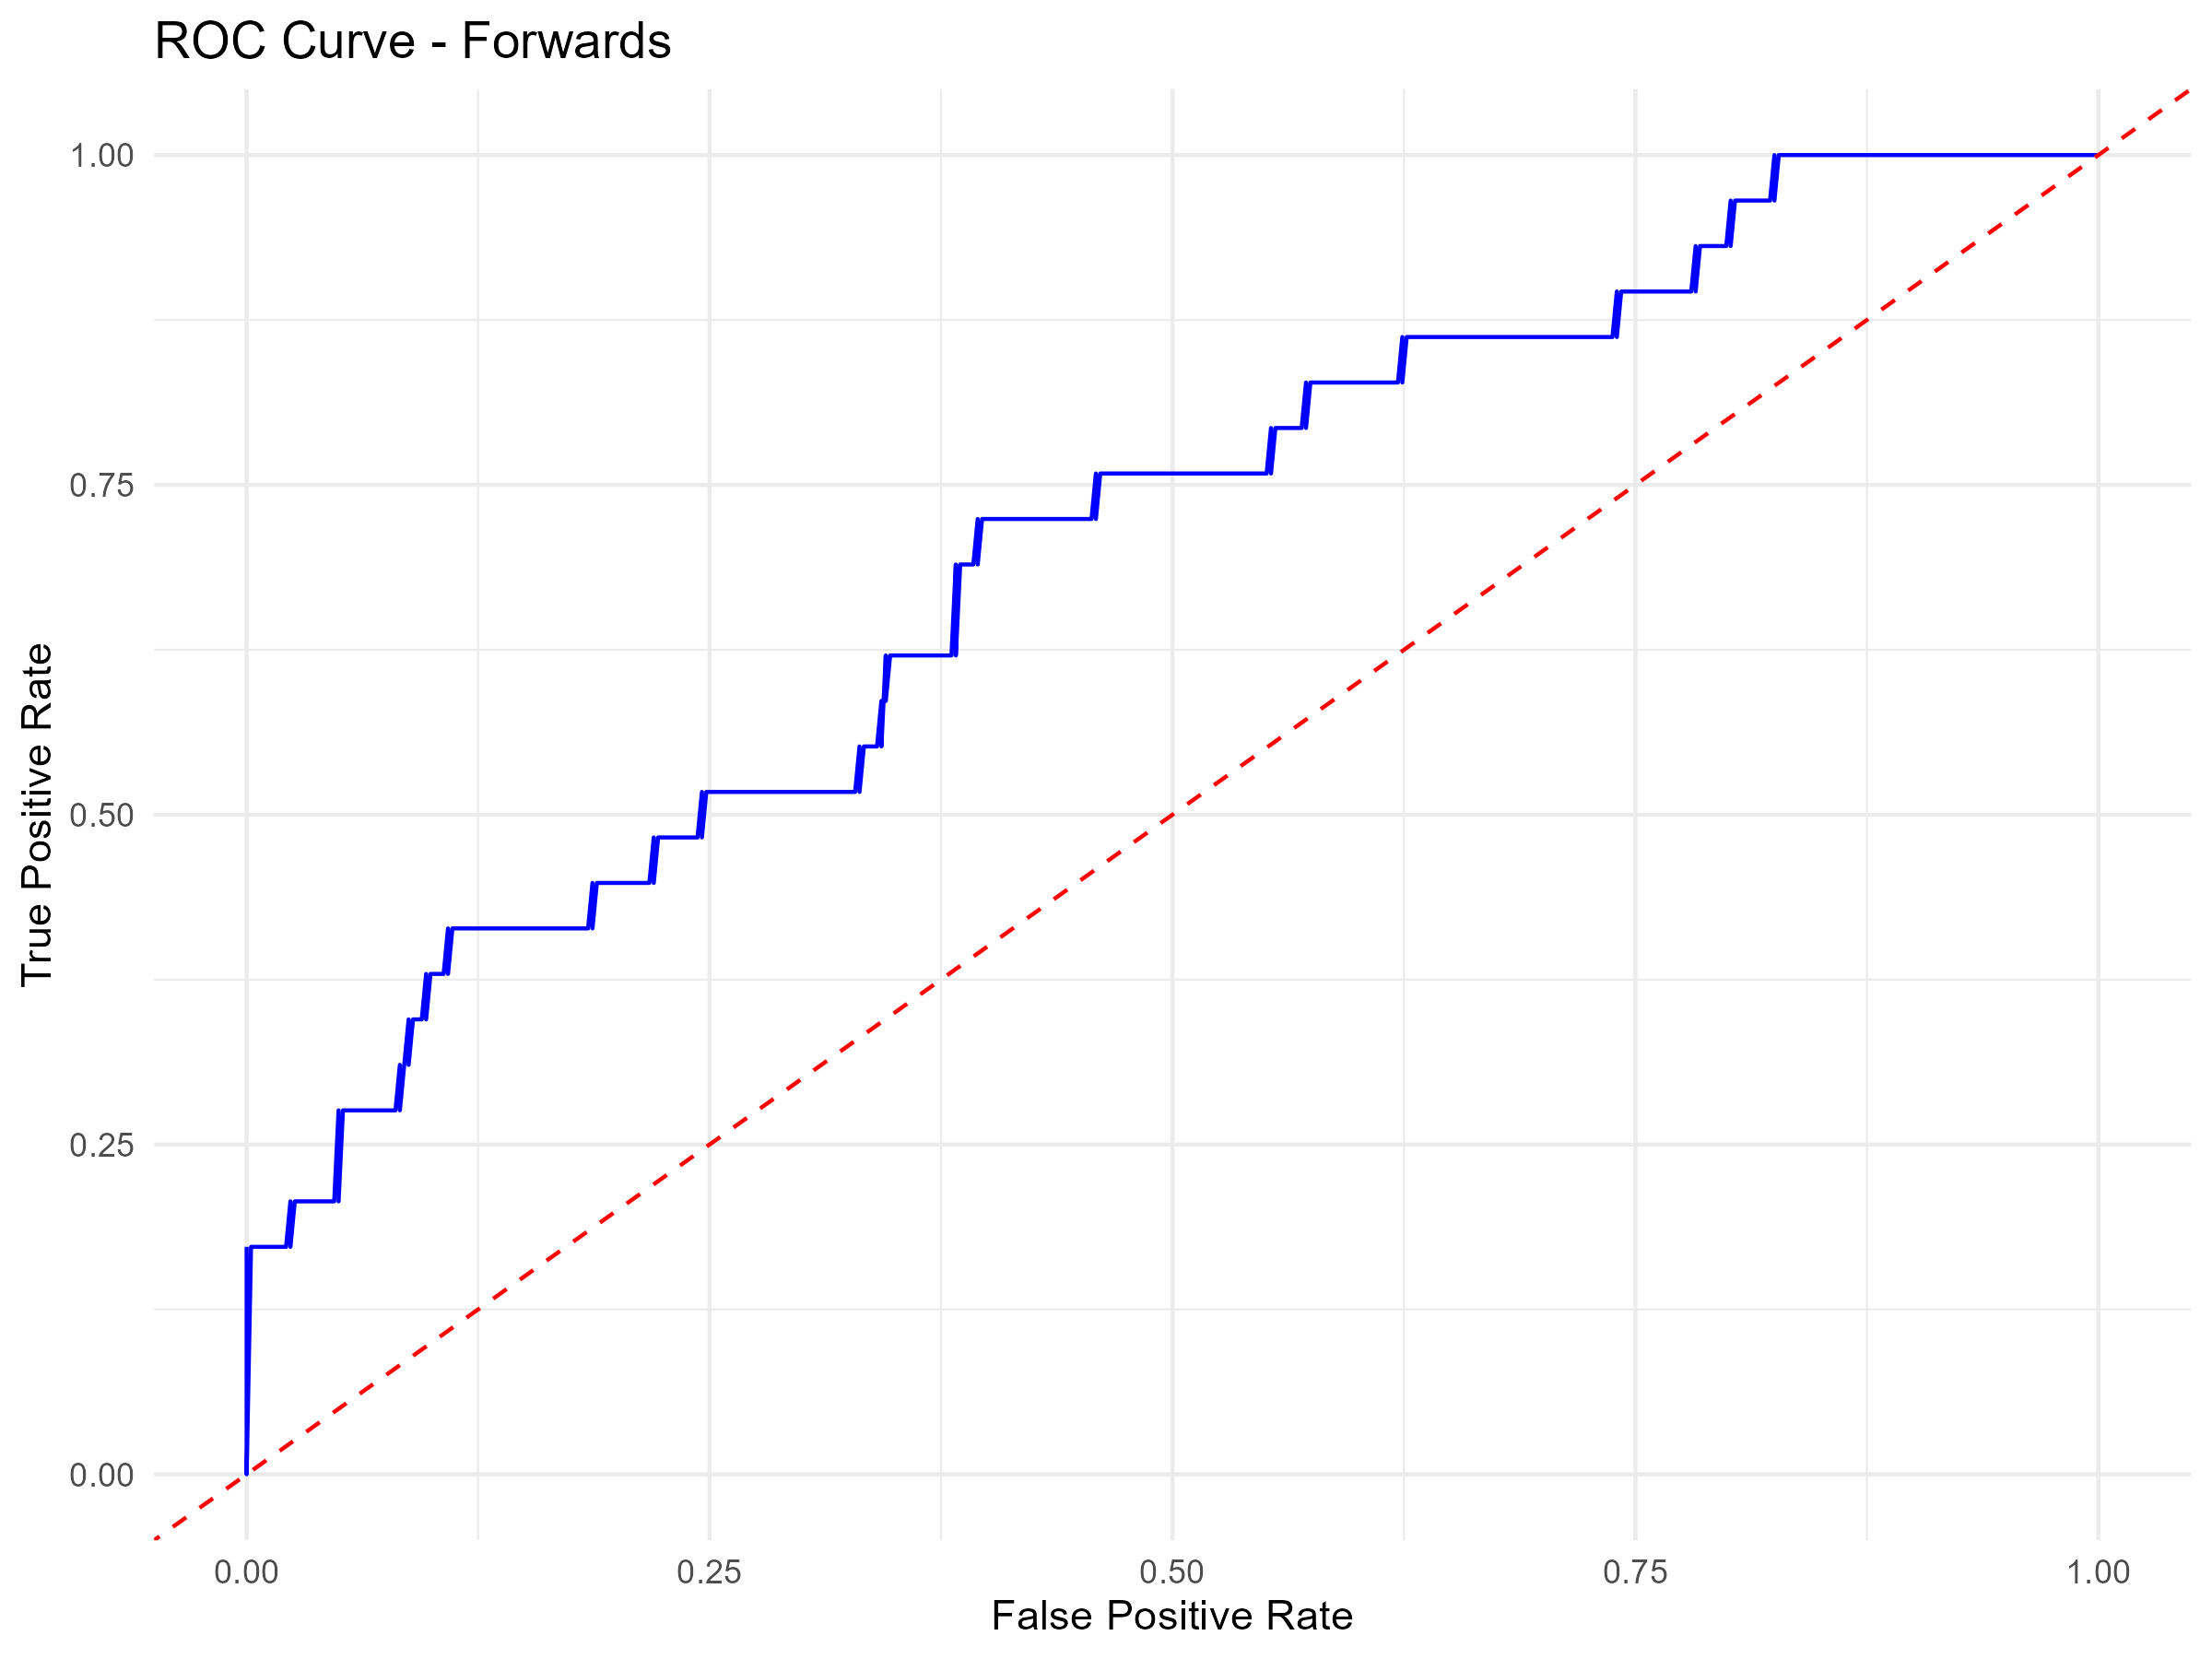 ROC Curve - Forwards
True Positive Rate
1.00
0.75
0.50
0.25
0.00
0.00 0.25 0.50 0.75 1.00
False Positive Rate